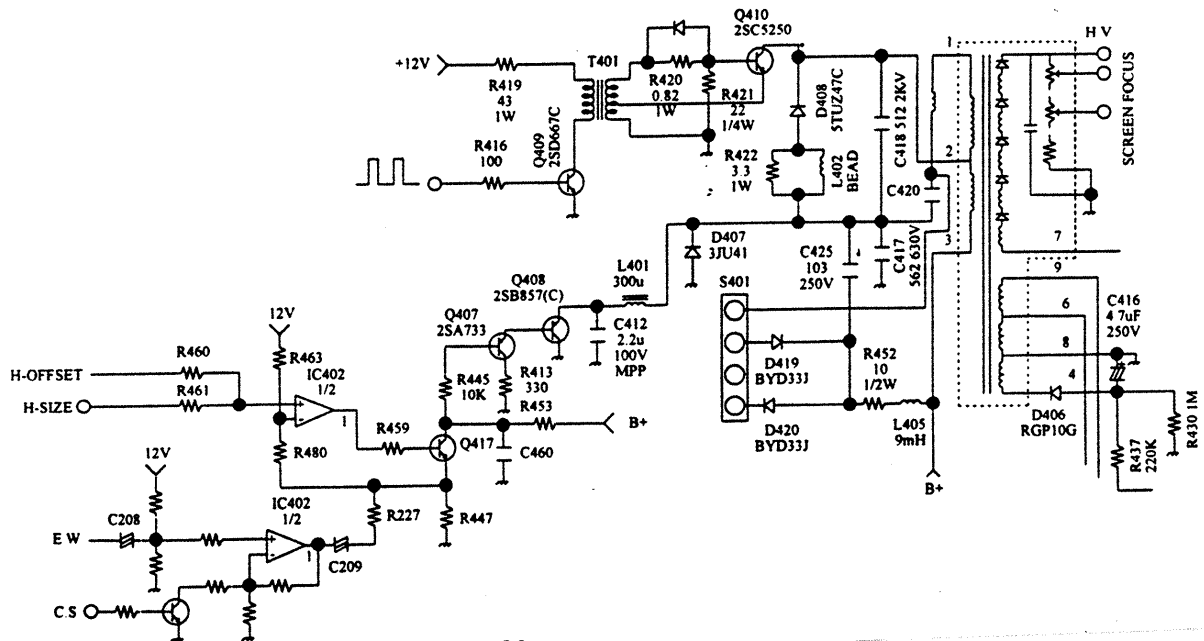 Q410
2SC5250
H V
T401
+12V
R419
43
1W
R420
0.82
1W
R421
22
1/4W
D408
5TUZ47C
C418 512 2KV
1
SCREEN FOCUS
Q409
2SD667C
R416
100
R422
3.3
1W
L402
BEAD
2
C420
3
7
D407
3JU41
C425
103
250V
C417
562 630V
L401
300u
S401
9
Q408
2SB857(C)
Q407
2SA733
6
C416
4 7uF
250V
12V
C412
2.2u
100V
MPP
8
R460
R463
D419
BYD33J
R452
10
1/2W
H-OFFSET
IC402
1/2
R445
10K
R413
330
4
R461
H-SIZE
R453
B+
D406
RGP10G
R430 1M
1
R459
Q417
D420
BYD33J
L405
9mH
R437
220K
R480
C460
12V
B+
IC402
1/2
R227
R447
C208
E W
1
C209
C.S